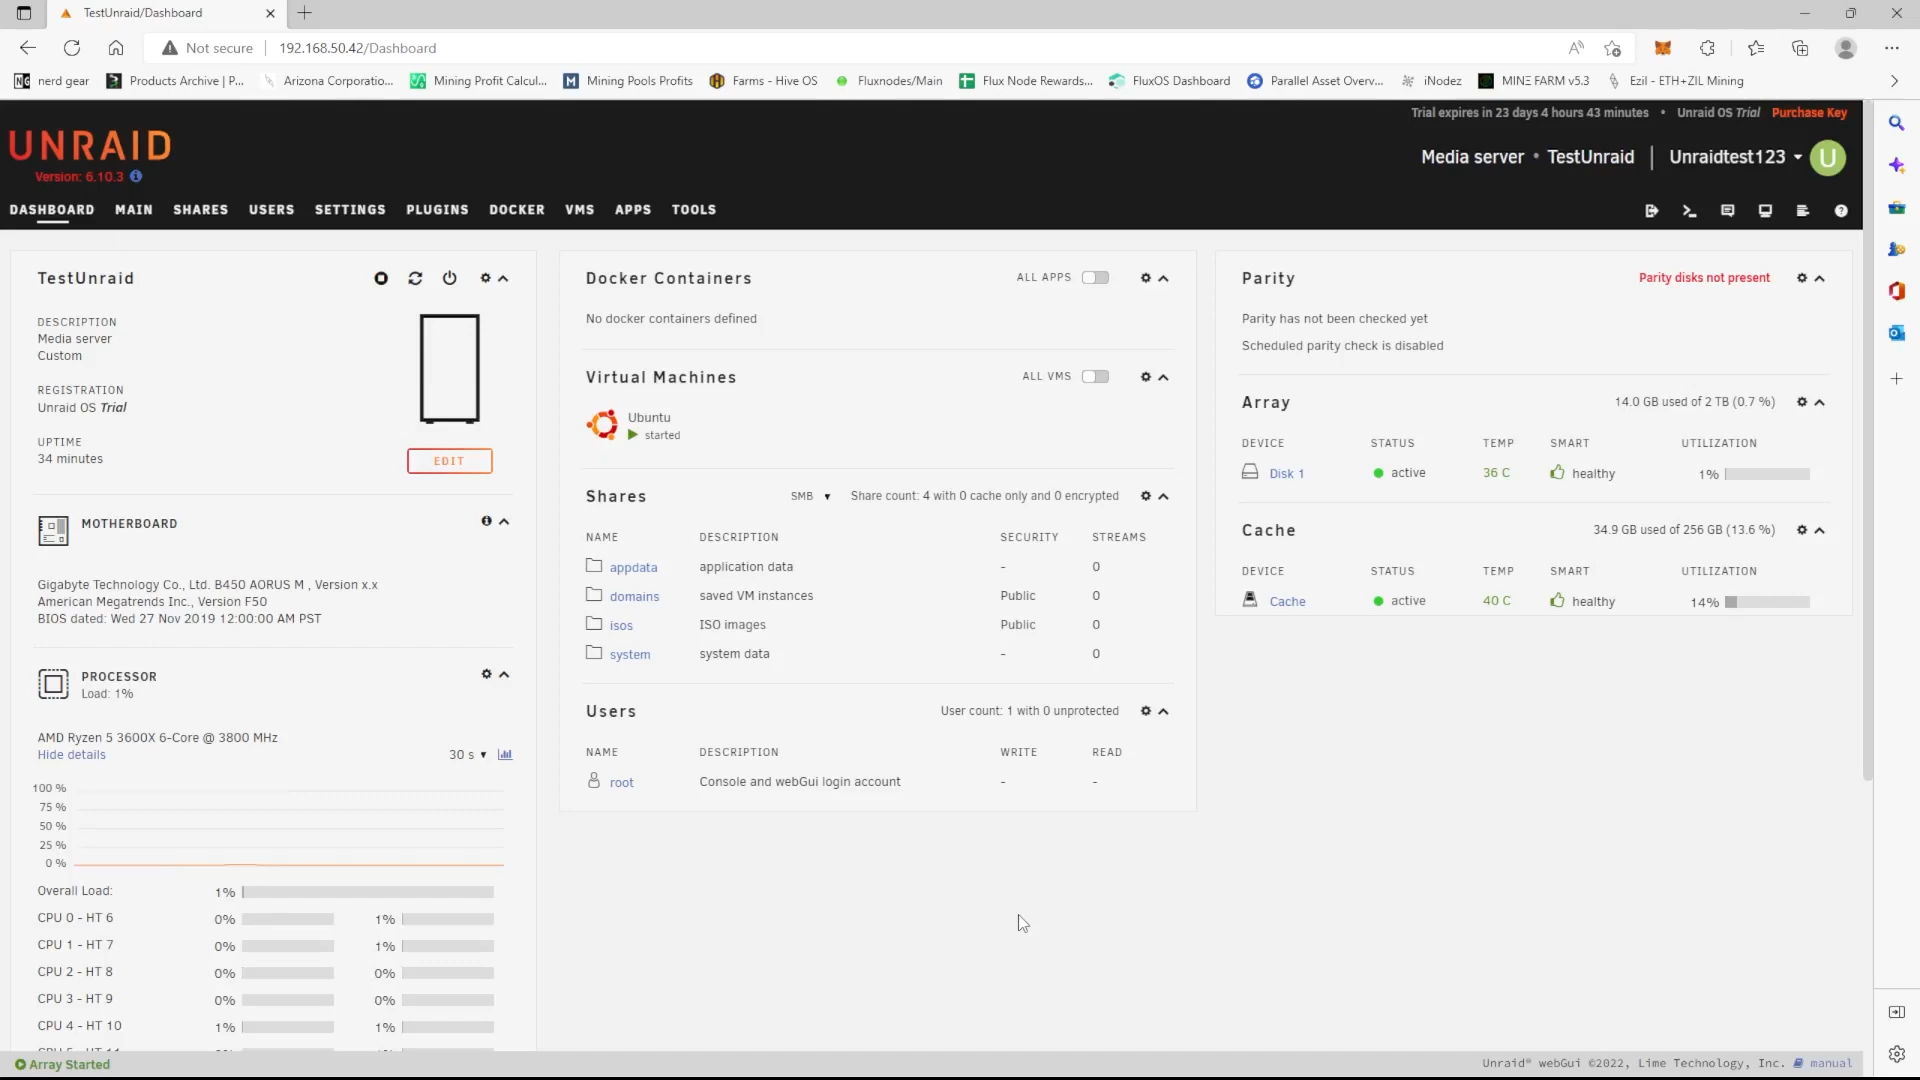 TestUnraid/Dashboard
Not secure 192.168.50.42/Dashboard
nerd gear
Products Archive | P...
Arizona Corporatio...
Mining Profit Calcul...
Mining Pools Profits
Farms - Hive OS
Fluxnodes/Main
Flux Node Rewards...
FluxOS Dashboard
Parallel Asset Overv...
iNodez
MINE FARM v5.3
Ezil - ETH+ZIL Mining
Trial expires in 23 days 4 hours 43 minutes • Unraid OS Trial Purchase Key
UNRAID
Version: 6.10.3
Media server • TestUnraid | Unraidtest123 U
DASHBOARD MAIN SHARES USERS SETTINGS PLUGINS DOCKER VMS APPS TOOLS
TestUnraid
DESCRIPTION
Media server
Custom
REGISTRATION
Unraid OS Trial
UPTIME
34 minutes
EDIT
MOTHERBOARD
Gigabyte Technology Co., Ltd. B450 AORUS M , Version x.x
American Megatrends Inc., Version F50
BIOS dated: Wed 27 Nov 2019 12:00:00 AM PST
PROCESSOR
Load: 1%
AMD Ryzen 5 3600X 6-Core @ 3800 MHz
Hide details 30 s
100 %
75 %
50 %
25 %
0 %
Overall Load: 1%
CPU 0 - HT 6 0% 1%
CPU 1 - HT 7 0% 1%
CPU 2 - HT 8 0% 0%
CPU 3 - HT 9 0% 0%
CPU 4 - HT 10 1% 1%
Docker Containers ALL APPS
No docker containers defined
Virtual Machines ALL VMS
Ubuntu
started
Shares SMB Share count: 4 with 0 cache only and 0 encrypted
NAME DESCRIPTION SECURITY STREAMS
appdata application data - 0
domains saved VM instances Public 0
isos ISO images Public 0
system system data - 0
Users User count: 1 with 0 unprotected
NAME DESCRIPTION WRITE READ
root Console and webGui login account - -
Parity Parity disks not present
Parity has not been checked yet
Scheduled parity check is disabled
Array 14.0 GB used of 2 TB (0.7 %)
DEVICE STATUS TEMP SMART UTILIZATION
Disk 1 active 36 C healthy 1%
Cache 34.9 GB used of 256 GB (13.6 %)
DEVICE STATUS TEMP SMART UTILIZATION
Cache active 40 C healthy 14%
Array Started
Unraid® webGui ©2022, Lime Technology, Inc. manual